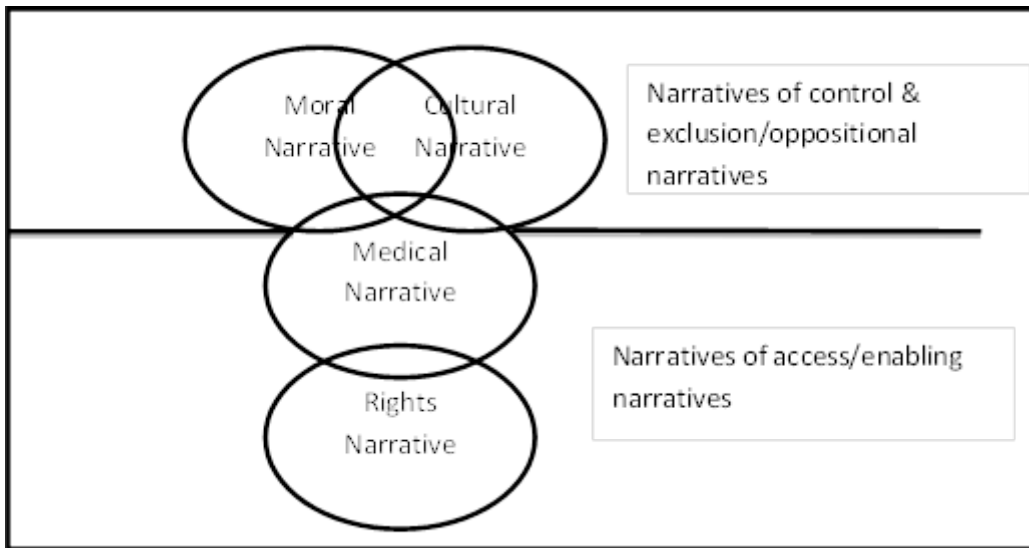 Moral
Narrative
Cultural
Narrative
Narratives of control &
exclusion/oppositional
narratives
Medical
Narrative
Narratives of access/enabling
narratives
Rights
Narrative